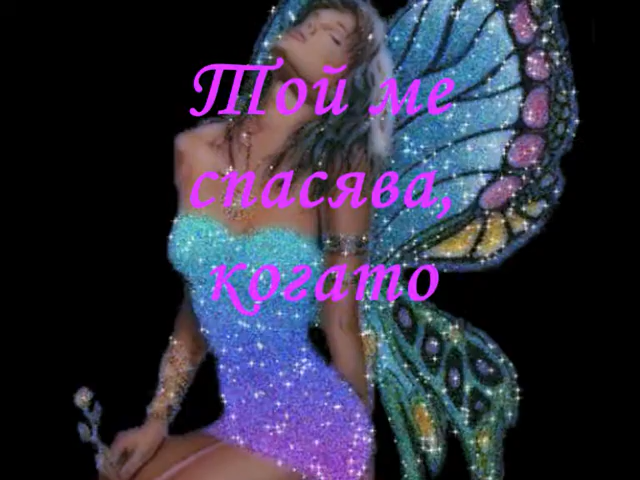 Той ме
спасява,
когато